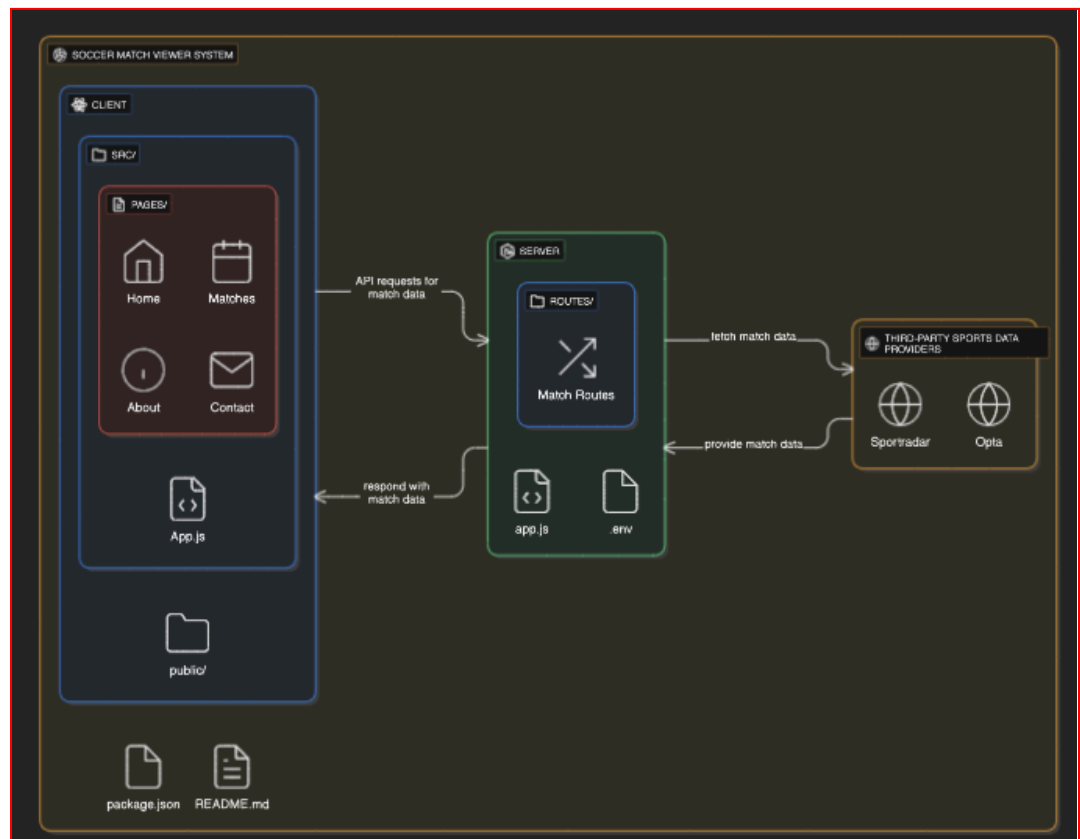 SOCCER MATCH VIEWER SYSTEM
CLIENT
SRC/
PAGES/
Home
Matches
About
Contact
App.js
public/
package.json
README.md
API requests for
match data
respond with
match data
SERVER
ROUTES/
Match Routes
app.js
.env
fetch match data
provide match data
THIRD-PARTY SPORTS DATA
PROVIDERS
Sportradar
Opta